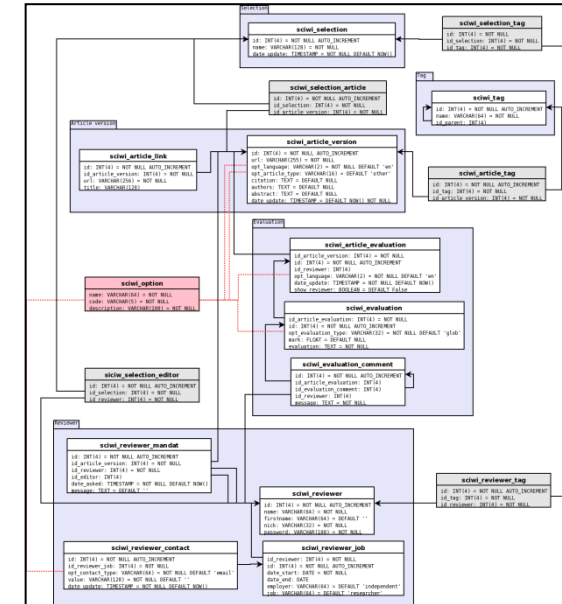 Selection
sciwi_selection
id: INT(4) = NOT NULL AUTO_INCREMENT
name: VARCHAR(128) = NOT NULL
date_update: TIMESTAMP = NOT NULL DEFAULT NOW()
sciwi_selection_tag
id: INT(4) = NOT NULL AUTO_INCREMENT
id_selection: INT(4) = NOT NULL
id_tag: INT(4) = NOT NULL
sciwi_selection_article
id: INT(4) = NOT NULL AUTO_INCREMENT
id_selection: INT(4) = NOT NULL
id_article_version: INT(4) = NOT NULL
Tag
sciwi_tag
id: INT(4) = NOT NULL AUTO_INCREMENT
name: VARCHAR(64) = NOT NULL
id_parent: INT(4)
Article version
sciwi_article_link
id: INT(4) = NOT NULL AUTO_INCREMENT
id_article_version: INT(4) = NOT NULL
url: VARCHAR(256) = NOT NULL
title: VARCHAR(128)
sciwi_article_version
id: INT(4) = NOT NULL AUTO_INCREMENT
url: VARCHAR(255) = NOT NULL
opt_language: VARCHAR(2) = NOT NULL DEFAULT 'en'
opt_article_type: VARCHAR(16) = DEFAULT 'other'
citation: TEXT = DEFAULT NULL
authors: TEXT = DEFAULT NULL
abstract: TEXT = DEFAULT NULL
date_update: TIMESTAMP = DEFAULT NOW() NOT NULL
sciwi_article_tag
id: INT(4) = NOT NULL AUTO_INCREMENT
id_tag: INT(4) = NOT NULL
id_article_version: INT(4) = NOT NULL
Evaluation
sciwi_article_evaluation
id_article_version: INT(4) = NOT NULL
id: INT(4) = NOT NULL AUTO_INCREMENT
id_reviewer: INT(4)
opt_language: VARCHAR(2) = NOT NULL DEFAULT 'en'
date_update: TIMESTAMP = NOT NULL DEFAULT NOW()
show_reviewer: BOOLEAN = DEFAULT False
sciwi_option
name: VARCHAR(64) = NOT NULL
code: VARCHAR(5) = NOT NULL
description: VARCHAR(180) = NOT NULL
sciwi_evaluation
id_article_evaluation: INT(4) = NOT NULL
id: INT(4) = NOT NULL AUTO_INCREMENT
opt_evaluation_type: VARCHAR(32) = NOT NULL DEFAULT 'glob'
mark: FLOAT = DEFAULT NULL
evaluation: TEXT = NOT NULL
sciwi_evaluation_comment
id: INT(4) = NOT NULL AUTO_INCREMENT
id_article_evaluation: INT(4)
id_evaluation_comment: INT(4)
id_reviewer: INT(4)
message: TEXT = NOT NULL
siciw_selection_editor
id: INT(4) = NOT NULL AUTO_INCREMENT
id_selection: INT(4) = NOT NULL
id_reviewer: INT(4) = NOT NULL
Reviewer
sciwi_reviewer_mandat
id: INT(4) = NOT NULL AUTO_INCREMENT
id_article_version: INT(4) = NOT NULL
id_reviewer: INT(4) = NOT NULL
id_editor: INT(4)
date_asked: TIMESTAMP = NOT NULL DEFAULT NOW()
message: TEXT = DEFAULT ''
sciwi_reviewer
id: INT(4) = NOT NULL AUTO_INCREMENT
name: VARCHAR(64) = NOT NULL
firstname: VARCHAR(64) = DEFAULT ''
nick: VARCHAR(32) = NOT NULL
password: VARCHAR(100) = NOT NULL
sciwi_reviewer_tag
id: INT(4) = NOT NULL AUTO_INCREMENT
id_tag: INT(4) = NOT NULL
id_reviewer: INT(4) = NOT NULL
sciwi_reviewer_contact
id: INT(4) = NOT NULL AUTO_INCREMENT
id_reviewer_job: INT(4) = NOT NULL
opt_contact_type: VARCHAR(64) = NOT NULL DEFAULT 'email'
value: VARCHAR(128) = NOT NULL DEFAULT ''
date_update: TIMESTAMP = NOT NULL DEFAULT NOW()
sciwi_reviewer_job
id_reviewer: INT(4) = NOT NULL
id: INT(4) = NOT NULL AUTO_INCREMENT
date_start: DATE = NOT NULL
date_end: DATE
employer: VARCHAR(64) = DEFAULT 'independent'
job: VARCHAR(64) = DEFAULT 'researcher'